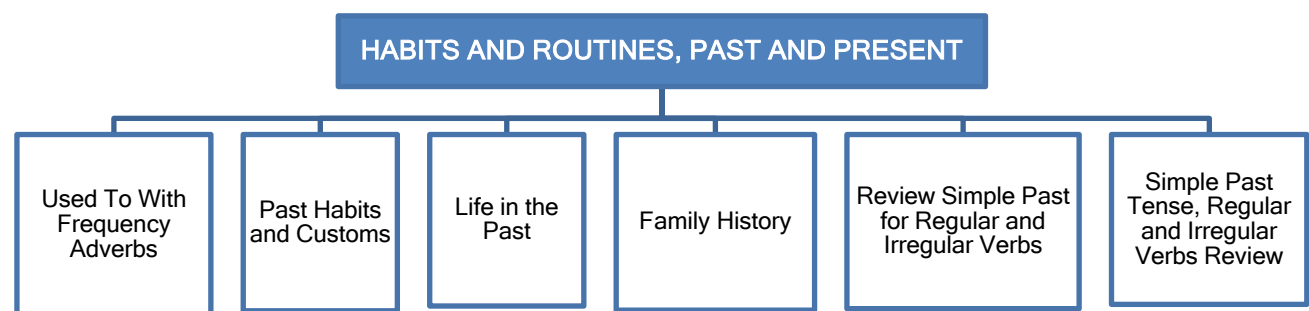 HABITS AND ROUTINES, PAST AND PRESENT
Used To With
Frequency
Adverbs
Past Habits
and Customs
Life in the
Past
Family History
Review Simple Past
for Regular and
Irregular Verbs
Simple Past
Tense, Regular
and Irregular
Verbs Review